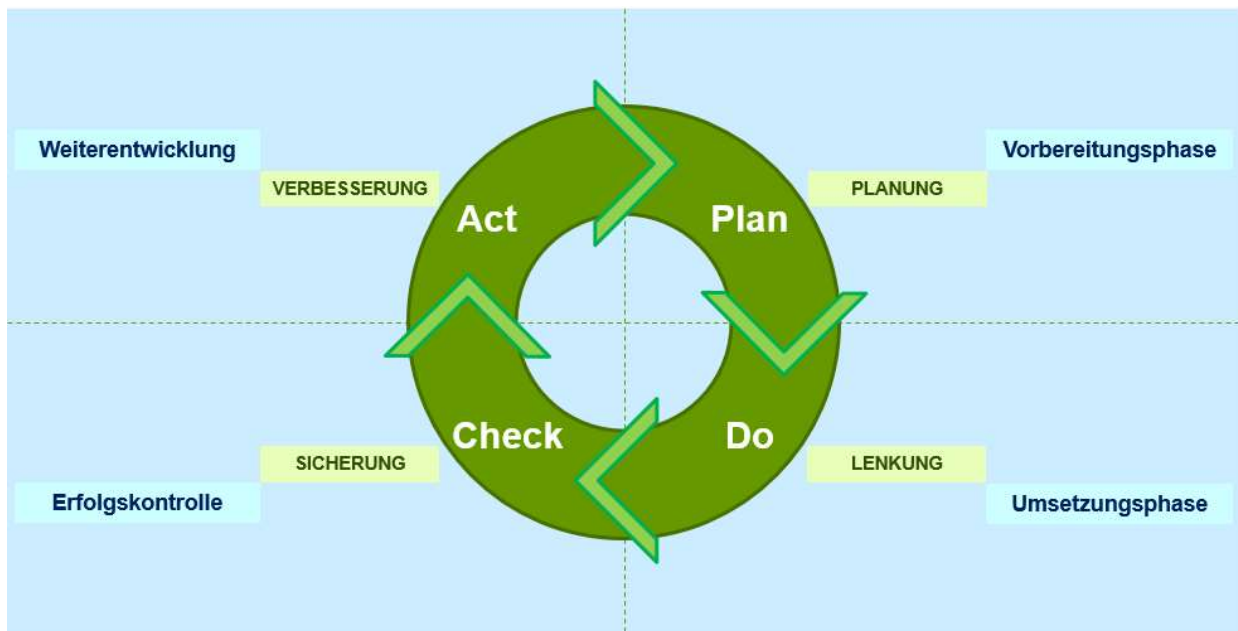 Weiterentwicklung
VERBESSERUNG
Act
Plan
PLANUNG
Vorbereitungsphase
Check
Do
SICHERUNG
LENKUNG
Erfolgskontrolle
Umsetzungsphase